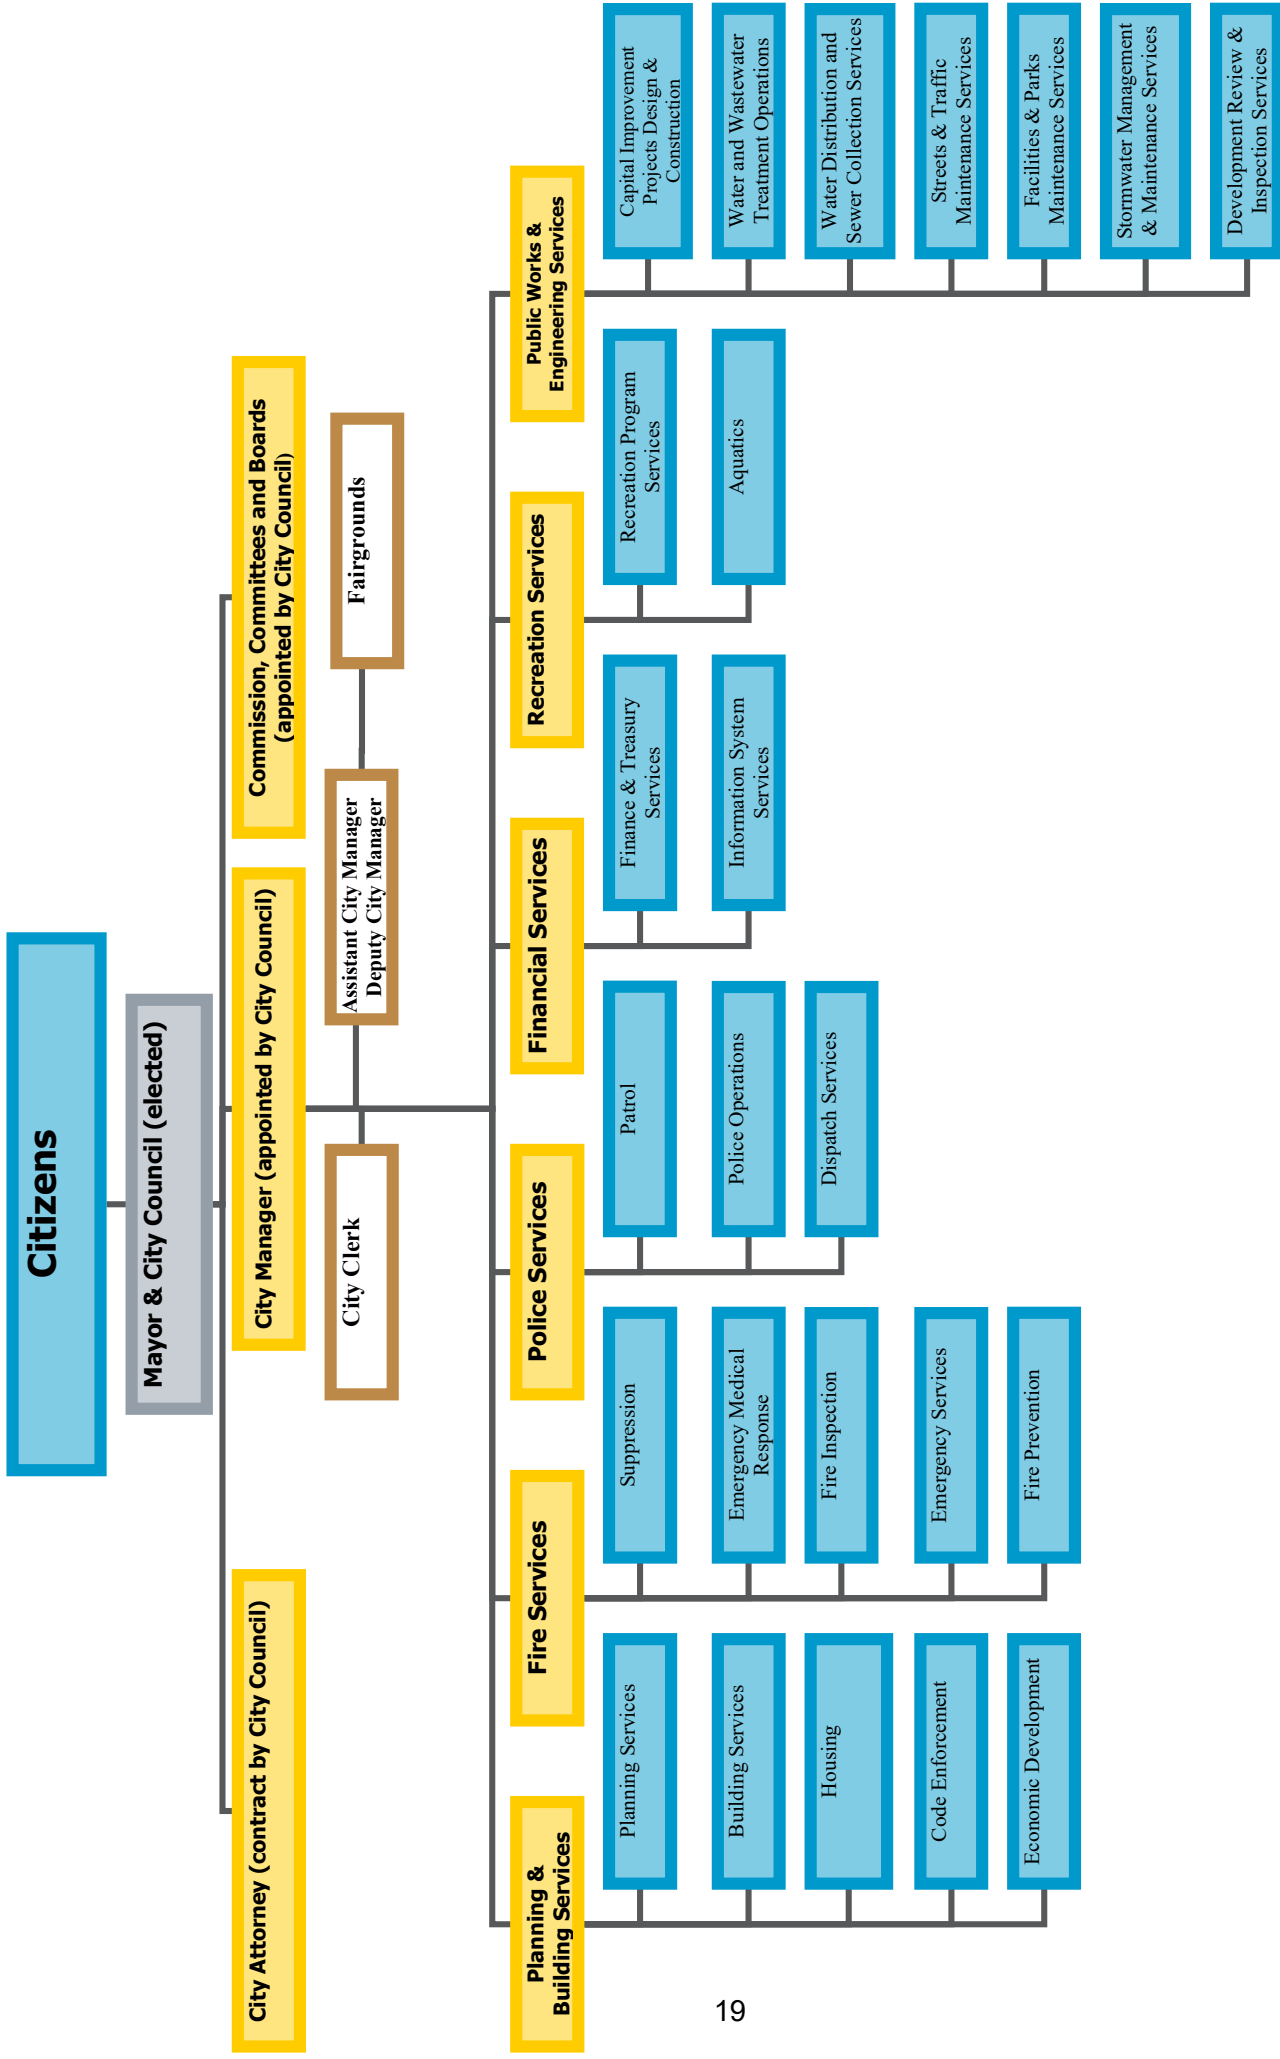 Citizens
Mayor & City Council (elected)
City Attorney (contract by City Council)
City Manager (appointed by City Council)
Commission, Committees and Boards
(appointed by City Council)
City Clerk
Assistant City Manager
Deputy City Manager
Fairgrounds
Planning &
Building Services
Planning Services
Building Services
Housing
Code Enforcement
Economic Development
Fire Services
Suppression
Emergency Medical
Response
Fire Inspection
Emergency Services
Fire Prevention
Police Services
Patrol
Police Operations
Dispatch Services
Financial Services
Finance & Treasury
Services
Information System
Services
Recreation Services
Recreation Program
Services
Aquatics
Public Works &
Engineering Services
Capital Improvement
Projects Design &
Construction
Water and Wastewater
Treatment Operations
Water Distribution and
Sewer Collection Services
Streets & Traffic
Maintenance Services
Facilities & Parks
Maintenance Services
Stormwater Management
& Maintenance Services
Development Review &
Inspection Services
19